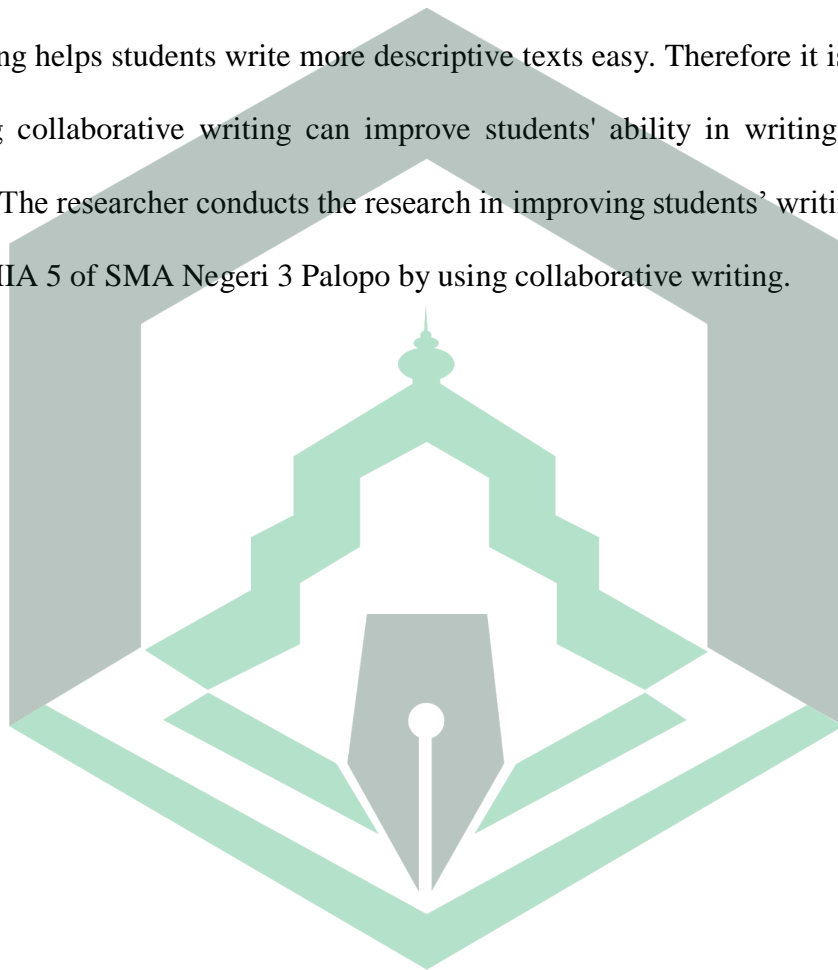 ng helps students write more descriptive texts easy. Therefore it is
g collaborative writing can improve students' ability in writing
The researcher conducts the research in improving students’ writin
IIA 5 of SMA Negeri 3 Palopo by using collaborative writing.